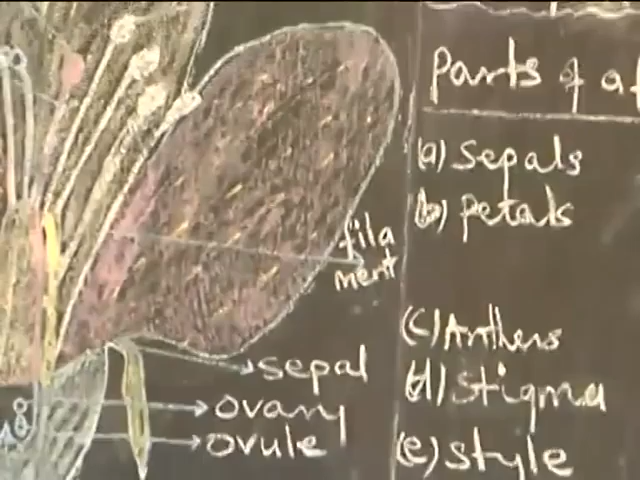 fila
ment
sepal
ovary
ovule
Parts of a
(a) Sepals
(b) Petals
(c) Anthers
(d) Stigma
(e) Style